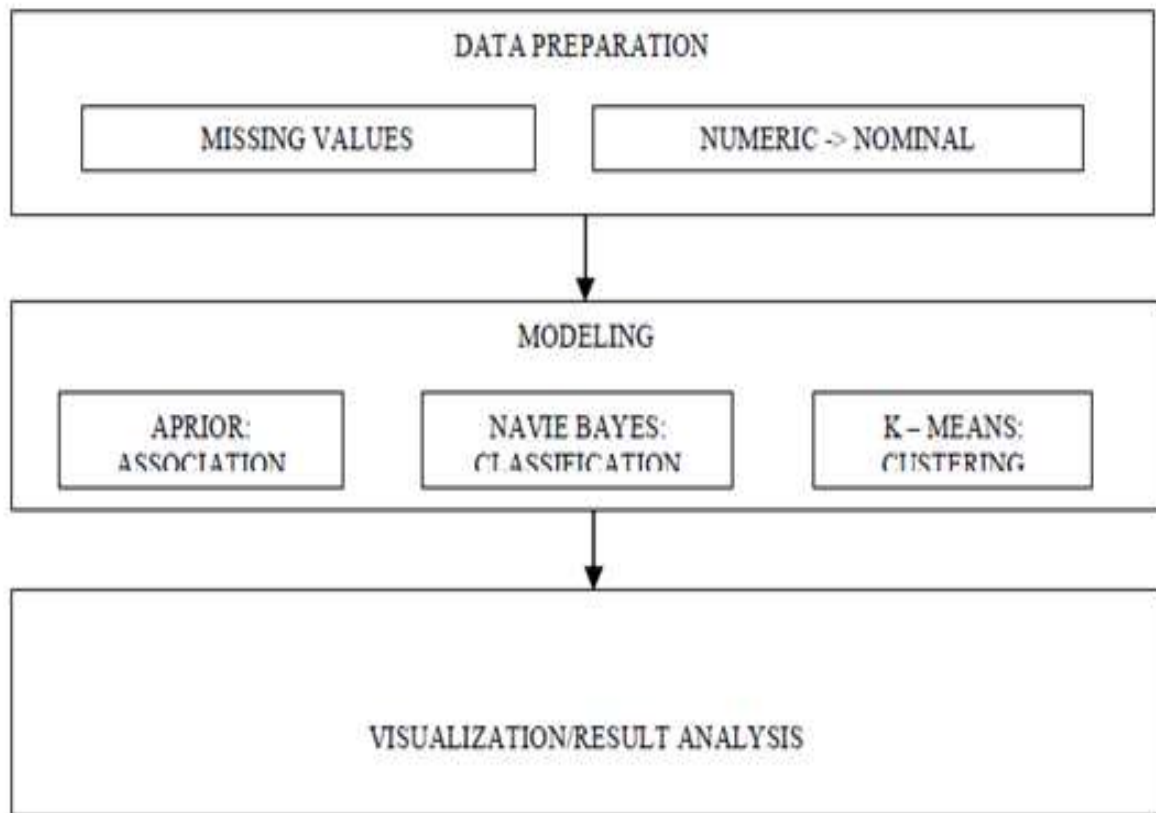 DATA PREPARATION
MISSING VALUES
NUMERIC -> NOMINAL
MODELING
APRIOR:
ASSOCIATION
NAVIE BAYES:
CLASSIFICATION
K – MEANS:
CUSTERING
VISUALIZATION/RESULT ANALYSIS